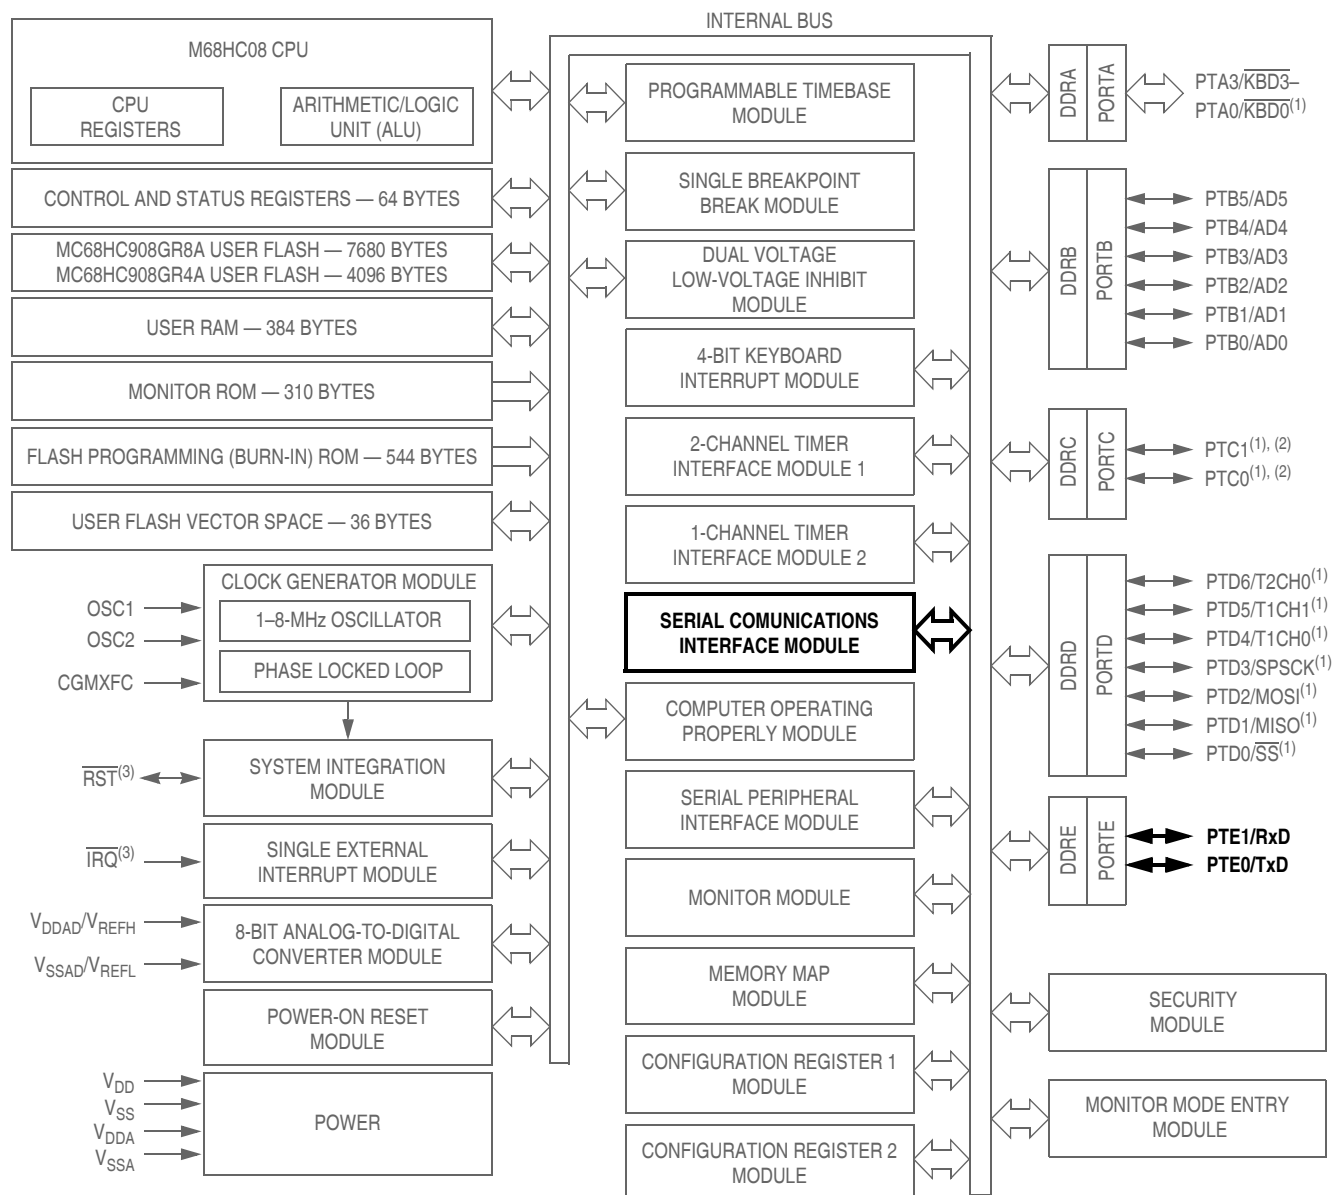 INTERNAL BUS
M68HC08 CPU
CPU
REGISTERS
ARITHMETIC/LOGIC
UNIT (ALU)
CONTROL AND STATUS REGISTERS — 64 BYTES
MC68HC908GR8A USER FLASH — 7680 BYTES
MC68HC908GR4A USER FLASH — 4096 BYTES
USER RAM — 384 BYTES
MONITOR ROM — 310 BYTES
FLASH PROGRAMMING (BURN-IN) ROM — 544 BYTES
USER FLASH VECTOR SPACE — 36 BYTES
CLOCK GENERATOR MODULE
1–8-MHz OSCILLATOR
PHASE LOCKED LOOP
OSC1
OSC2
CGMXFC
SYSTEM INTEGRATION
MODULE
RST(3)
SINGLE EXTERNAL
INTERRUPT MODULE
IRQ(3)
8-BIT ANALOG-TO-DIGITAL
CONVERTER MODULE
VDDAD/VREFH
VSSAD/VREFL
POWER-ON RESET
MODULE
POWER
VDD
VSS
VDDA
VSSA
PROGRAMMABLE TIMEBASE
MODULE
SINGLE BREAKPOINT
BREAK MODULE
DUAL VOLTAGE
LOW-VOLTAGE INHIBIT
MODULE
4-BIT KEYBOARD
INTERRUPT MODULE
2-CHANNEL TIMER
INTERFACE MODULE 1
1-CHANNEL TIMER
INTERFACE MODULE 2
SERIAL COMUNICATIONS
INTERFACE MODULE
COMPUTER OPERATING
PROPERLY MODULE
SERIAL PERIPHERAL
INTERFACE MODULE
MONITOR MODULE
MEMORY MAP
MODULE
CONFIGURATION REGISTER 1
MODULE
CONFIGURATION REGISTER 2
MODULE
DDRA
PORTA
PTA3/KBD3–
PTA0/KBD0(1)
DDRB
PORTB
PTB5/AD5
PTB4/AD4
PTB3/AD3
PTB2/AD2
PTB1/AD1
PTB0/AD0
DDRC
PORTC
PTC1(1), (2)
PTC0(1), (2)
DDRD
PORTD
PTD6/T2CH0(1)
PTD5/T1CH1(1)
PTD4/T1CH0(1)
PTD3/SPSCK(1)
PTD2/MOSI(1)
PTD1/MISO(1)
PTD0/SS(1)
DDRE
PORTE
PTE1/RxD
PTE0/TxD
SECURITY
MODULE
MONITOR MODE ENTRY
MODULE